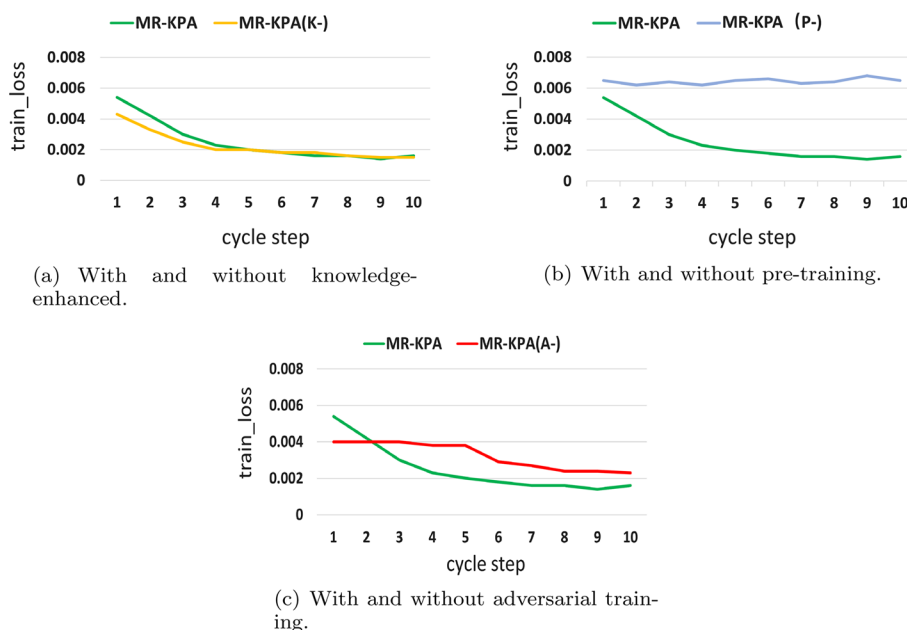 MR-KPA MR-KPA(K-)
0.008
0.006
0.004
0.002
0
train_loss
1 2 3 4 5 6 7 8 9 10
cycle step
(a) With and without knowledge-
enhanced.
MR-KPA MR-KPA (P-)
0.008
0.006
0.004
0.002
0
train_loss
1 2 3 4 5 6 7 8 9 10
cycle step
(b) With and without pre-training.
MR-KPA MR-KPA(A-)
0.008
0.006
0.004
0.002
0
train_loss
1 2 3 4 5 6 7 8 9 10
cycle step
(c) With and without adversarial train-
ing.